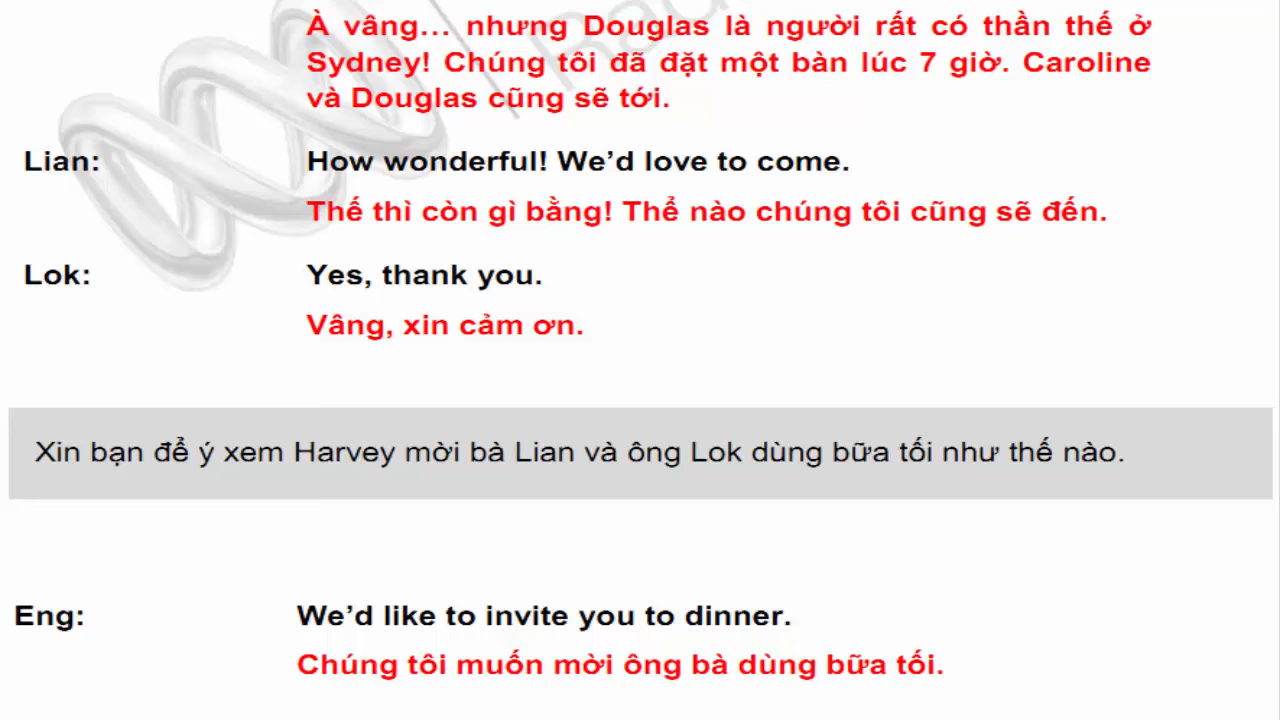 À vâng... nhưng Douglas là người rất có thần thế ở
Sydney! Chúng tôi đã đặt một bàn lúc 7 giờ. Caroline
và Douglas cũng sẽ tới.
Lian: How wonderful! We’d love to come.
Thế thì còn gì bằng! Thể nào chúng tôi cũng sẽ đến.
Lok: Yes, thank you.
Vâng, xin cảm ơn.
Xin bạn để ý xem Harvey mời bà Lian và ông Lok dùng bữa tối như thế nào.
Eng: We’d like to invite you to dinner.
Chúng tôi muốn mời ông bà dùng bữa tối.